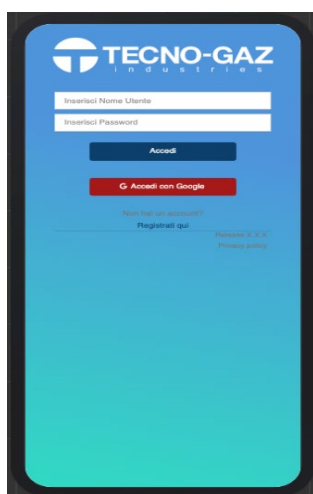 TECNO-GAZ
industries
Inserisci Nome Utente
Inserisci Password
Accedi
G Accedi con Google
Non hai un account?
Registrati qui
Release X.X.X -
Privacy policy